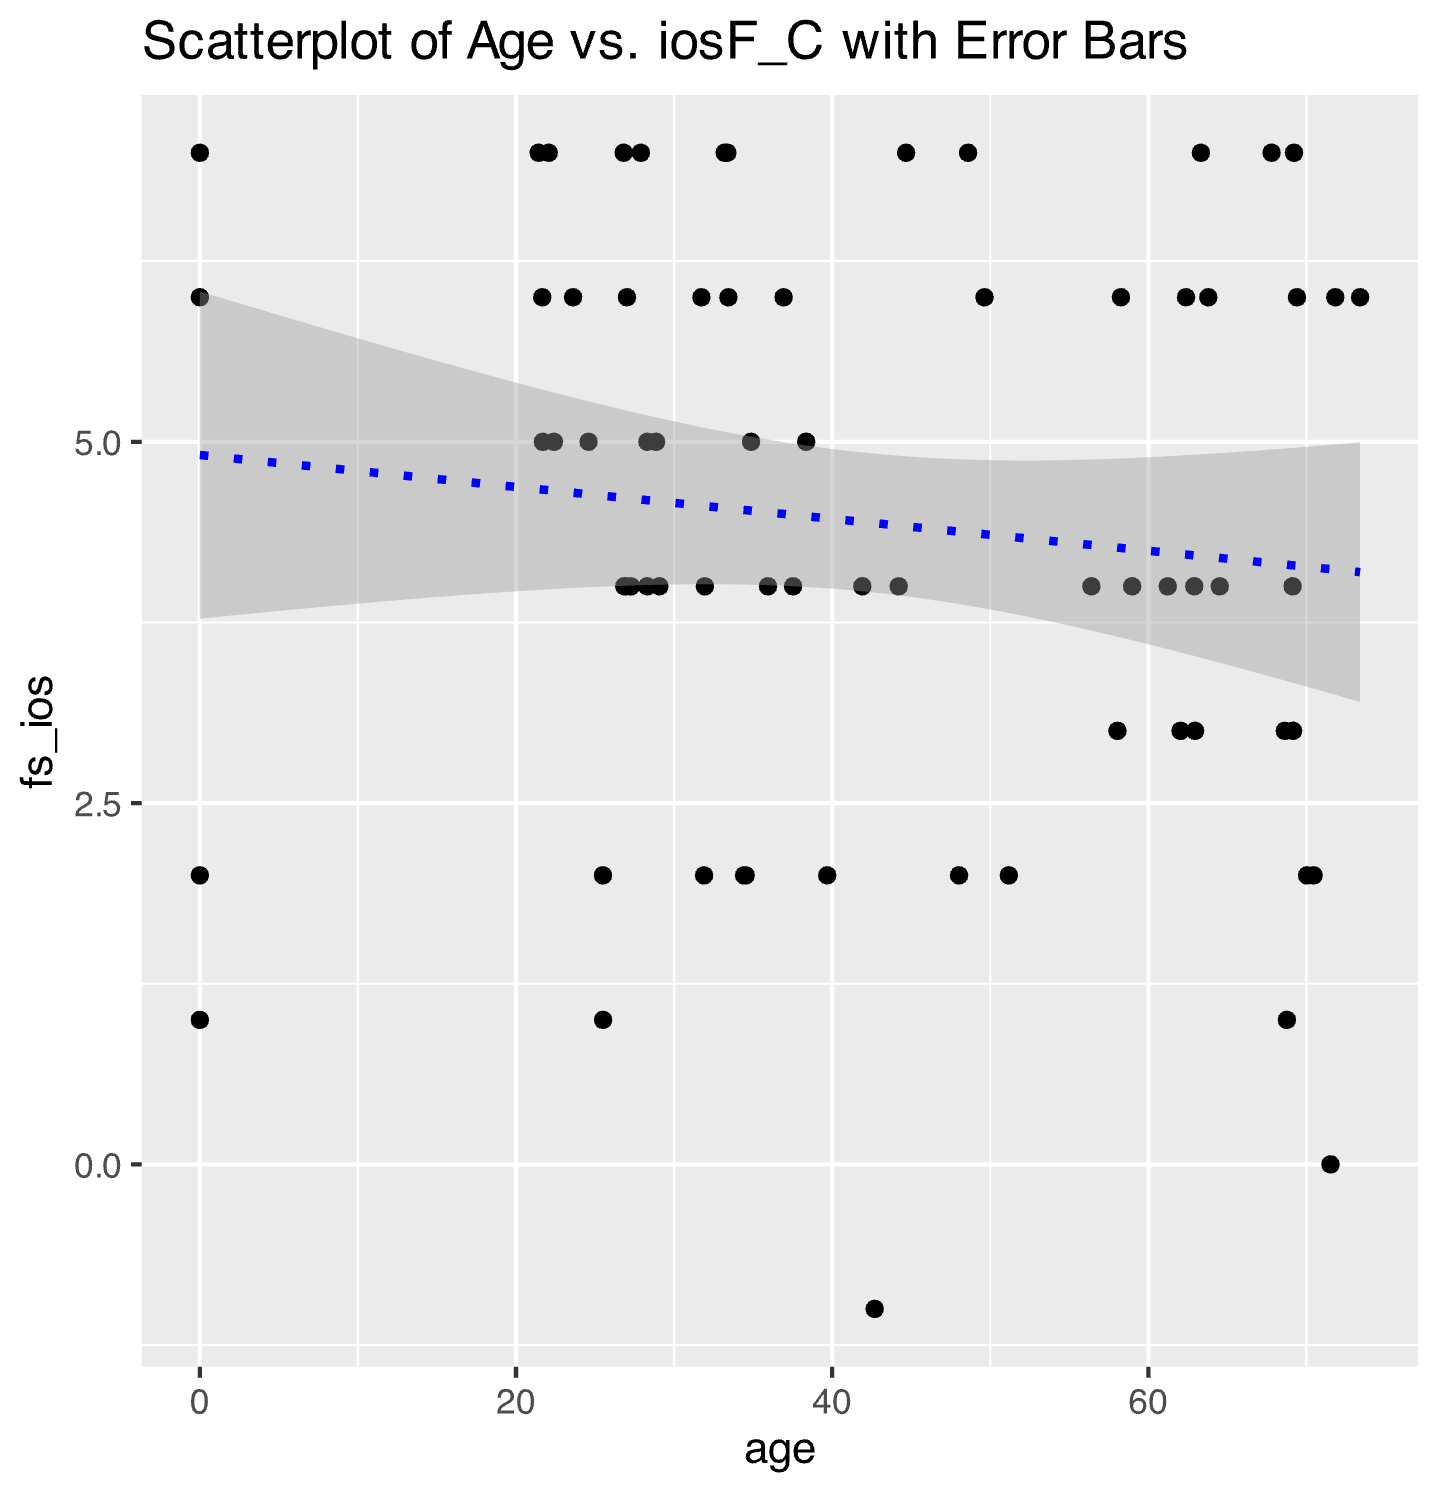 Scatterplot of Age vs. iosF_C with Error Bars
fs_ios
5.0
2.5
0.0
0 20 40 60
age